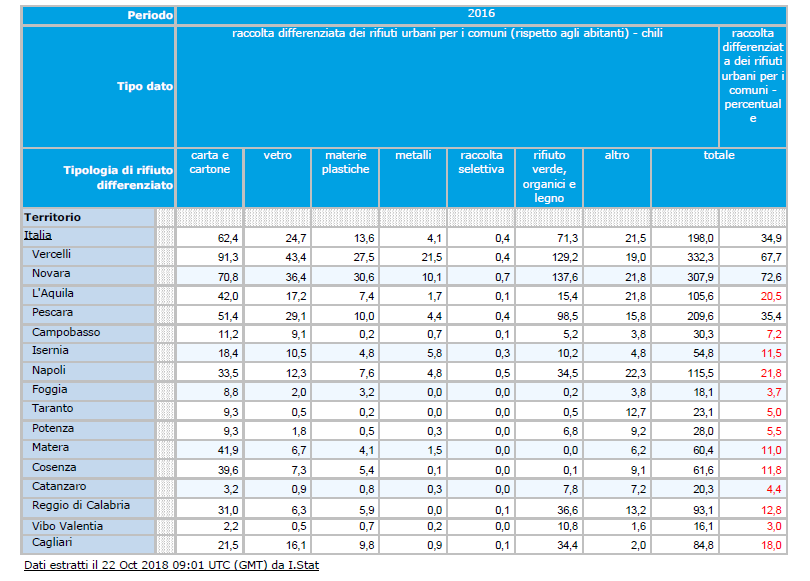 Periodo 2016
Tipo dato raccolta differenziata dei rifiuti urbani per i comuni (rispetto agli abitanti) - chili raccolta
differenziat
a dei rifiuti
urbani per i
comuni -
percentual
e
Tipologia di rifiuto
differenziato carta e
cartone vetro materie
plastiche metalli raccolta
selettiva rifiuto
verde,
organici e
legno altro totale
Territorio
Italia 62,4 24,7 13,6 4,1 0,4 71,3 21,5 198,0 34,9
Vercelli 91,3 43,4 27,5 21,5 0,4 129,2 19,0 332,3 67,7
Novara 70,8 36,4 30,6 10,1 0,7 137,6 21,8 307,9 72,6
L'Aquila 42,0 17,2 7,4 1,7 0,1 15,4 21,8 105,6 20,5
Pescara 51,4 29,1 10,0 4,4 0,4 98,5 15,8 209,6 35,4
Campobasso 11,2 9,1 0,2 0,7 0,1 5,2 3,8 30,3 7,2
Isernia 18,4 10,5 4,8 5,8 0,3 10,2 4,8 54,8 11,5
Napoli 33,5 12,3 7,6 4,8 0,5 34,5 22,3 115,5 21,8
Foggia 8,8 2,0 3,2 0,0 0,0 0,2 3,8 18,1 3,7
Taranto 9,3 0,5 0,2 0,0 0,0 0,5 12,7 23,1 5,0
Potenza 9,3 1,8 0,5 0,3 0,0 6,8 9,2 28,0 5,5
Matera 41,9 6,7 4,1 1,5 0,0 0,0 6,2 60,4 11,0
Cosenza 39,6 7,3 5,4 0,1 0,0 0,1 9,1 61,6 11,8
Catanzaro 3,2 0,9 0,8 0,3 0,0 7,8 7,2 20,3 4,4
Reggio di Calabria 31,0 6,3 5,9 0,0 0,1 36,6 13,2 93,1 12,8
Vibo Valentia 2,2 0,5 0,7 0,2 0,0 10,8 1,6 16,1 3,0
Cagliari 21,5 16,1 9,8 0,9 0,1 34,4 2,0 84,8 18,0
Dati estratti il 22 Oct 2018 09:01 UTC (GMT) da I.Stat